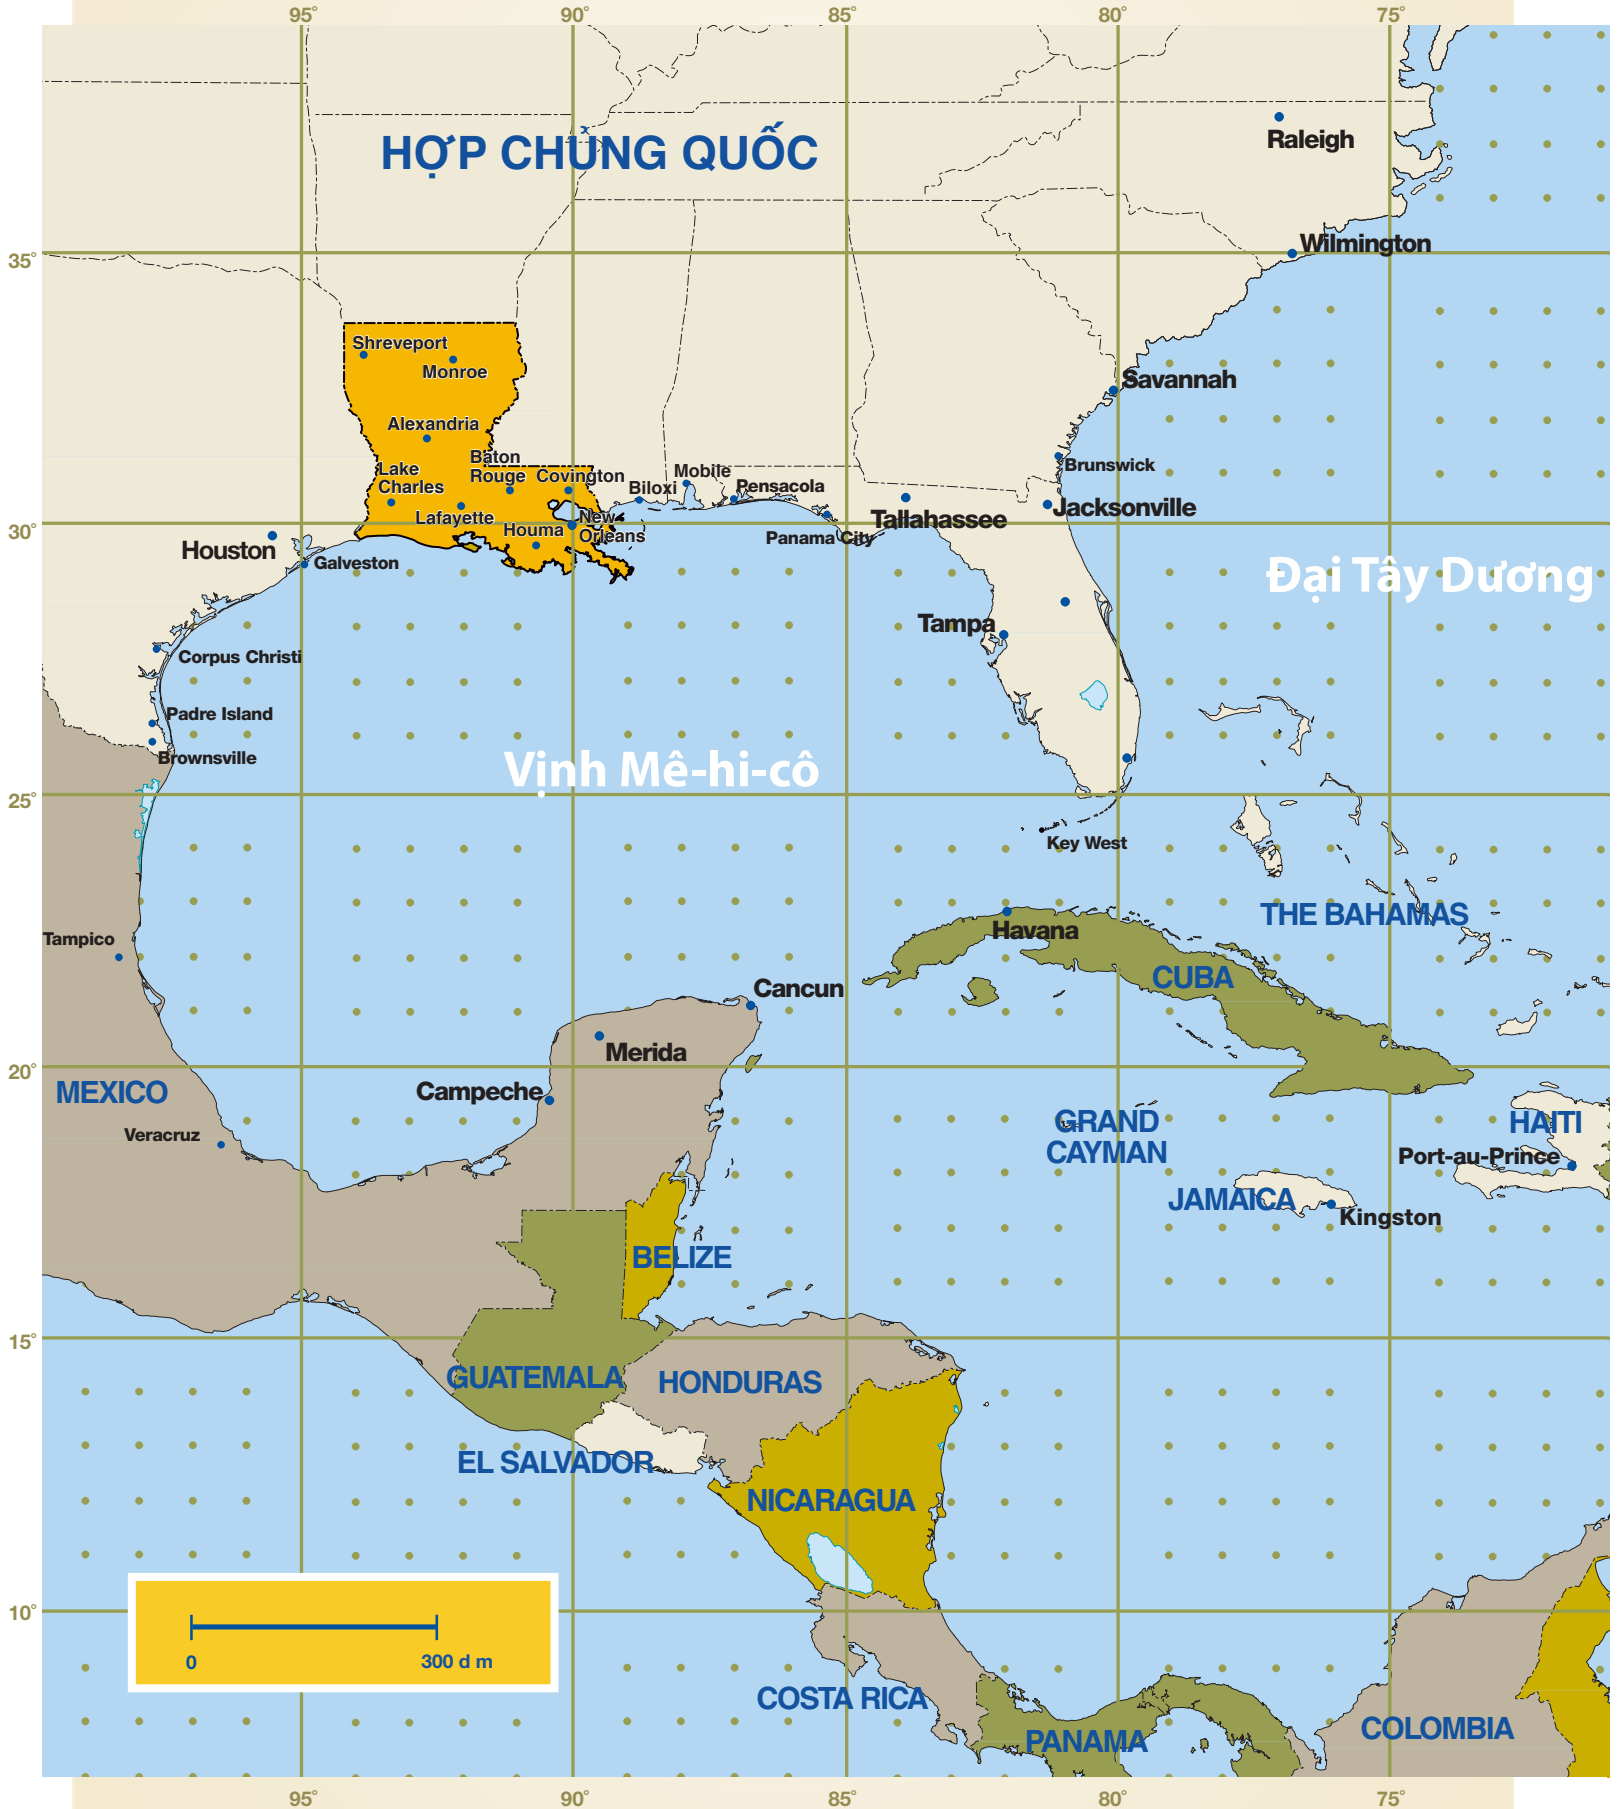 95° 90° 85° 80° 75°
HỢP CHỦNG QUỐC
Raleigh
Wilmington
35°
Shreveport
Monroe
Savannah
Alexandria
Baton
Rouge
Lake
Charles
Covington
Mobile
Biloxi
Pensacola
Brunswick
Lafayette
Houma
New
Orleans
Tallahassee
Jacksonville
30°
Panama City
Houston
Galveston
Đại Tây Dương
Tampa
Corpus Christi
Padre Island
Brownsville
Vịnh Mê-hi-cô
25°
Key West
THE BAHAMAS
Tampico
Havana
CUBA
Cancun
Merida
20°
MEXICO
Campeche
GRAND
CAYMAN
HAITI
Veracruz
Port-au-Prince
JAMAICA
Kingston
BELIZE
15°
GUATEMALA
HONDURAS
EL SALVADOR
NICARAGUA
10°
0 300 d m
COSTA RICA
PANAMA
COLOMBIA
95° 90° 85° 80° 75°